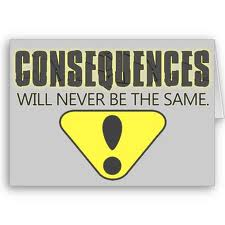 CONSEQUENCES
WILL NEVER BE THE SAME.
!